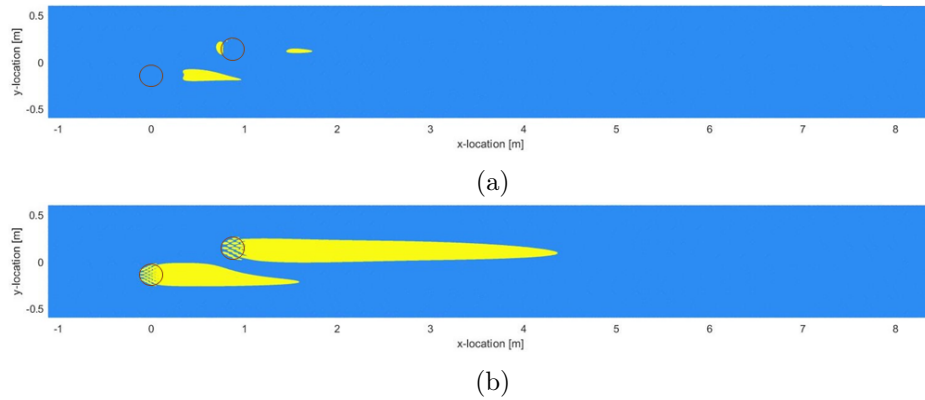 0.5
y-location [m]
0
-0.5
-1 0 1 2 3 4 5 6 7 8
x-location [m]
(a)
0.5
y-location [m]
0
-0.5
-1 0 1 2 3 4 5 6 7 8
x-location [m]
(b)